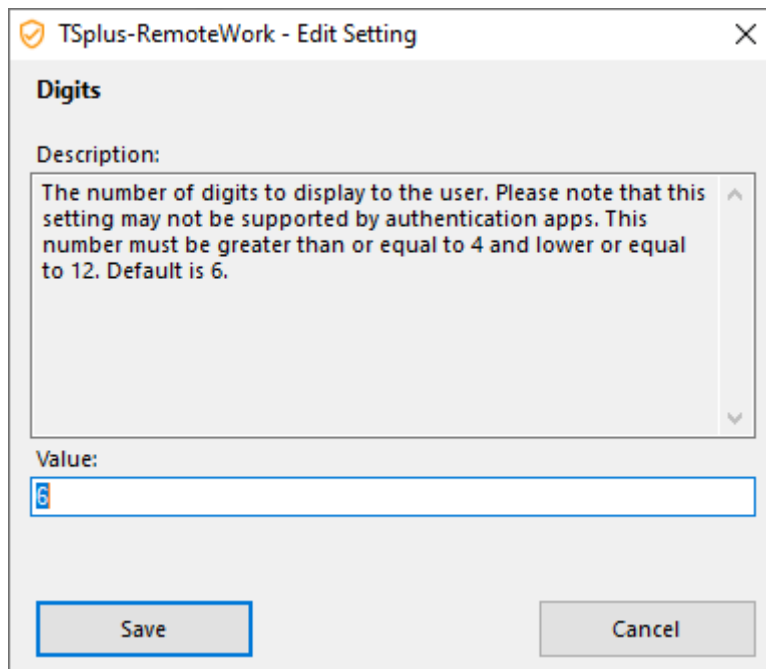 TSplus-RemoteWork - Edit Setting
Digits
Description:
The number of digits to display to the user. Please note that this
setting may not be supported by authentication apps. This
number must be greater than or equal to 4 and lower or equal
to 12. Default is 6.
Value:
6
Save
Cancel